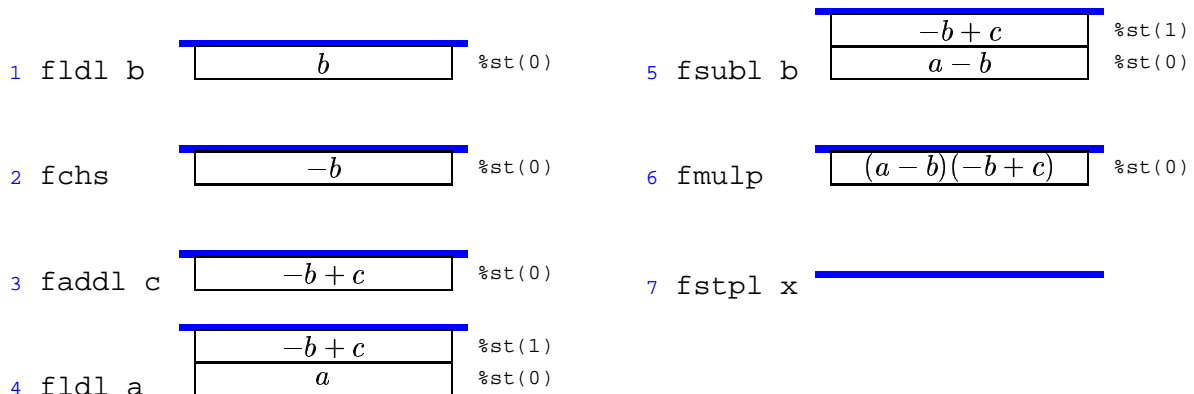 1 fldl b
b %st(0)
2 fchs
−b %st(0)
3 faddl c
−b + c %st(0)
−b + c %st(1)
4 fldl a
a %st(0)
−b + c %st(1)
5 fsubl b
a − b %st(0)
6 fmulp
(a − b)(−b + c) %st(0)
7 fstpl x